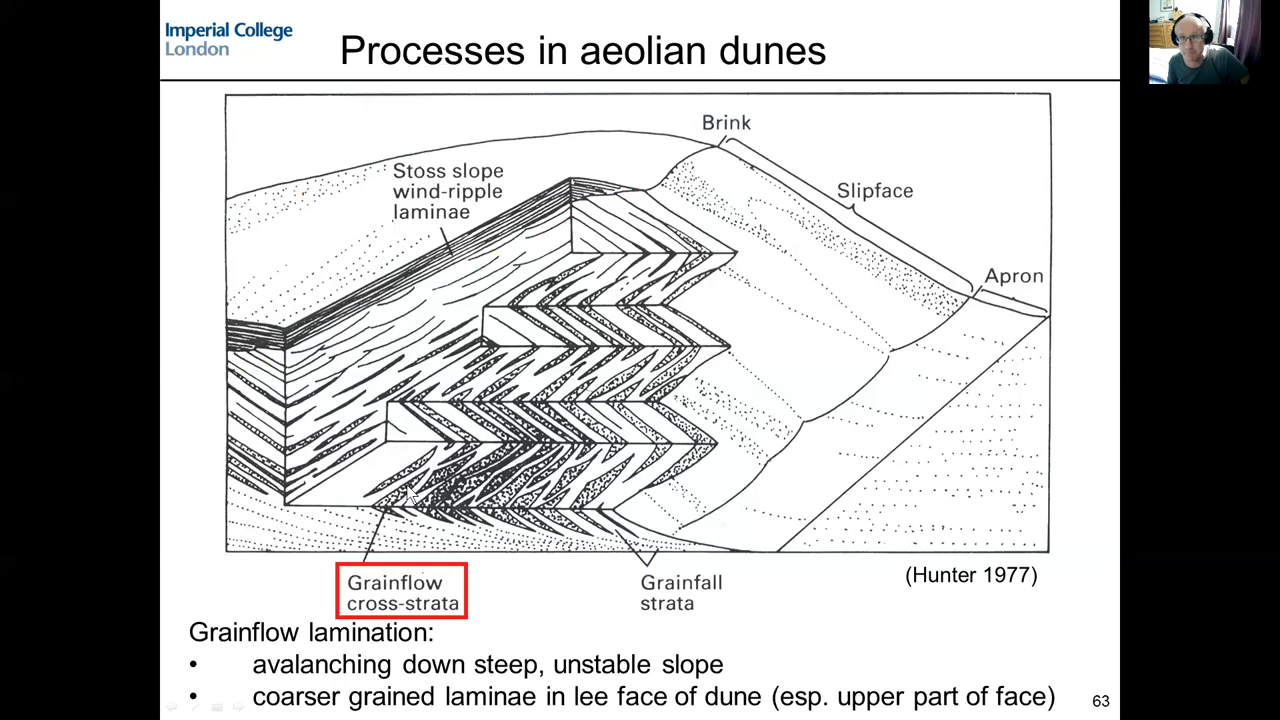 Imperial College
London
Processes in aeolian dunes
Brink
Stoss slope
wind-ripple
laminae
Slipface
Apron
Grainflow
cross-strata
Grainfall
strata
(Hunter 1977)
Grainflow lamination:
• avalanching down steep, unstable slope
• coarser grained laminae in lee face of dune (esp. upper part of face)
63